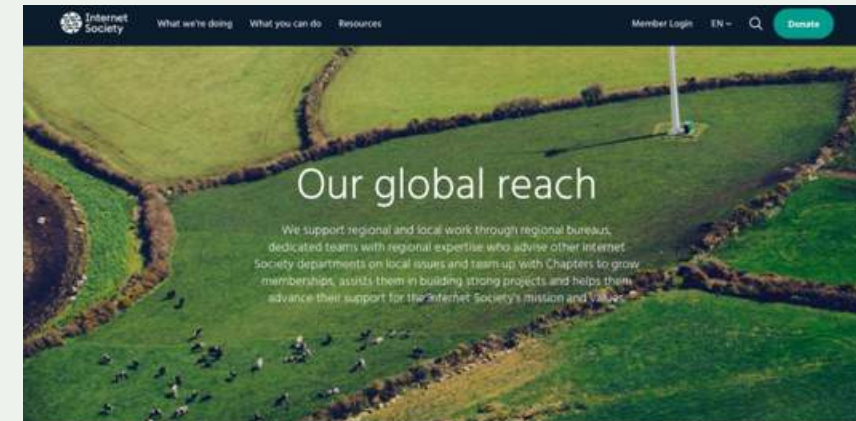 Internet
Society
What we're doing
What you can do
Resources
Member Login
EN
Donate
Our global reach
We support regional and local work through regional bureaus,
dedicated teams with regional expertise who advise other Internet
Society departments on local issues and team up with Chapters to grow
memberships, assists them in building strong projects and helps them
advance their support for the Internet Society's mission and values.